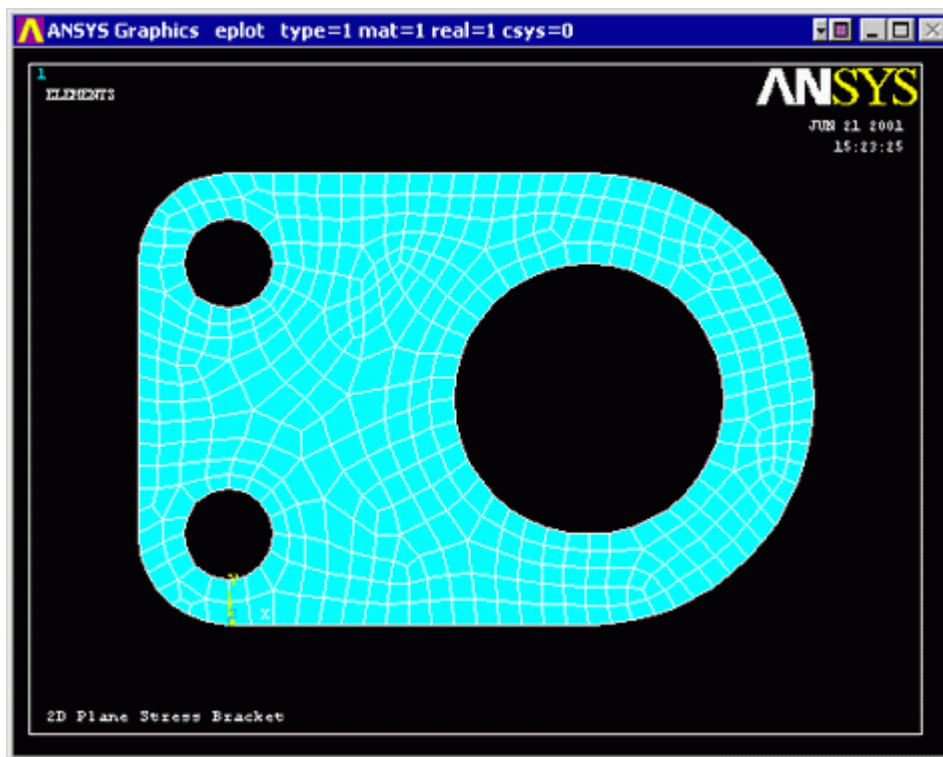 ANSYS Graphics eplot type=1 mat=1 real=1 csys=0
1
ELEMENTS
ANSYS
JUN 21 2001
15:23:25
Y
Z X
2D Plane Stress Bracket